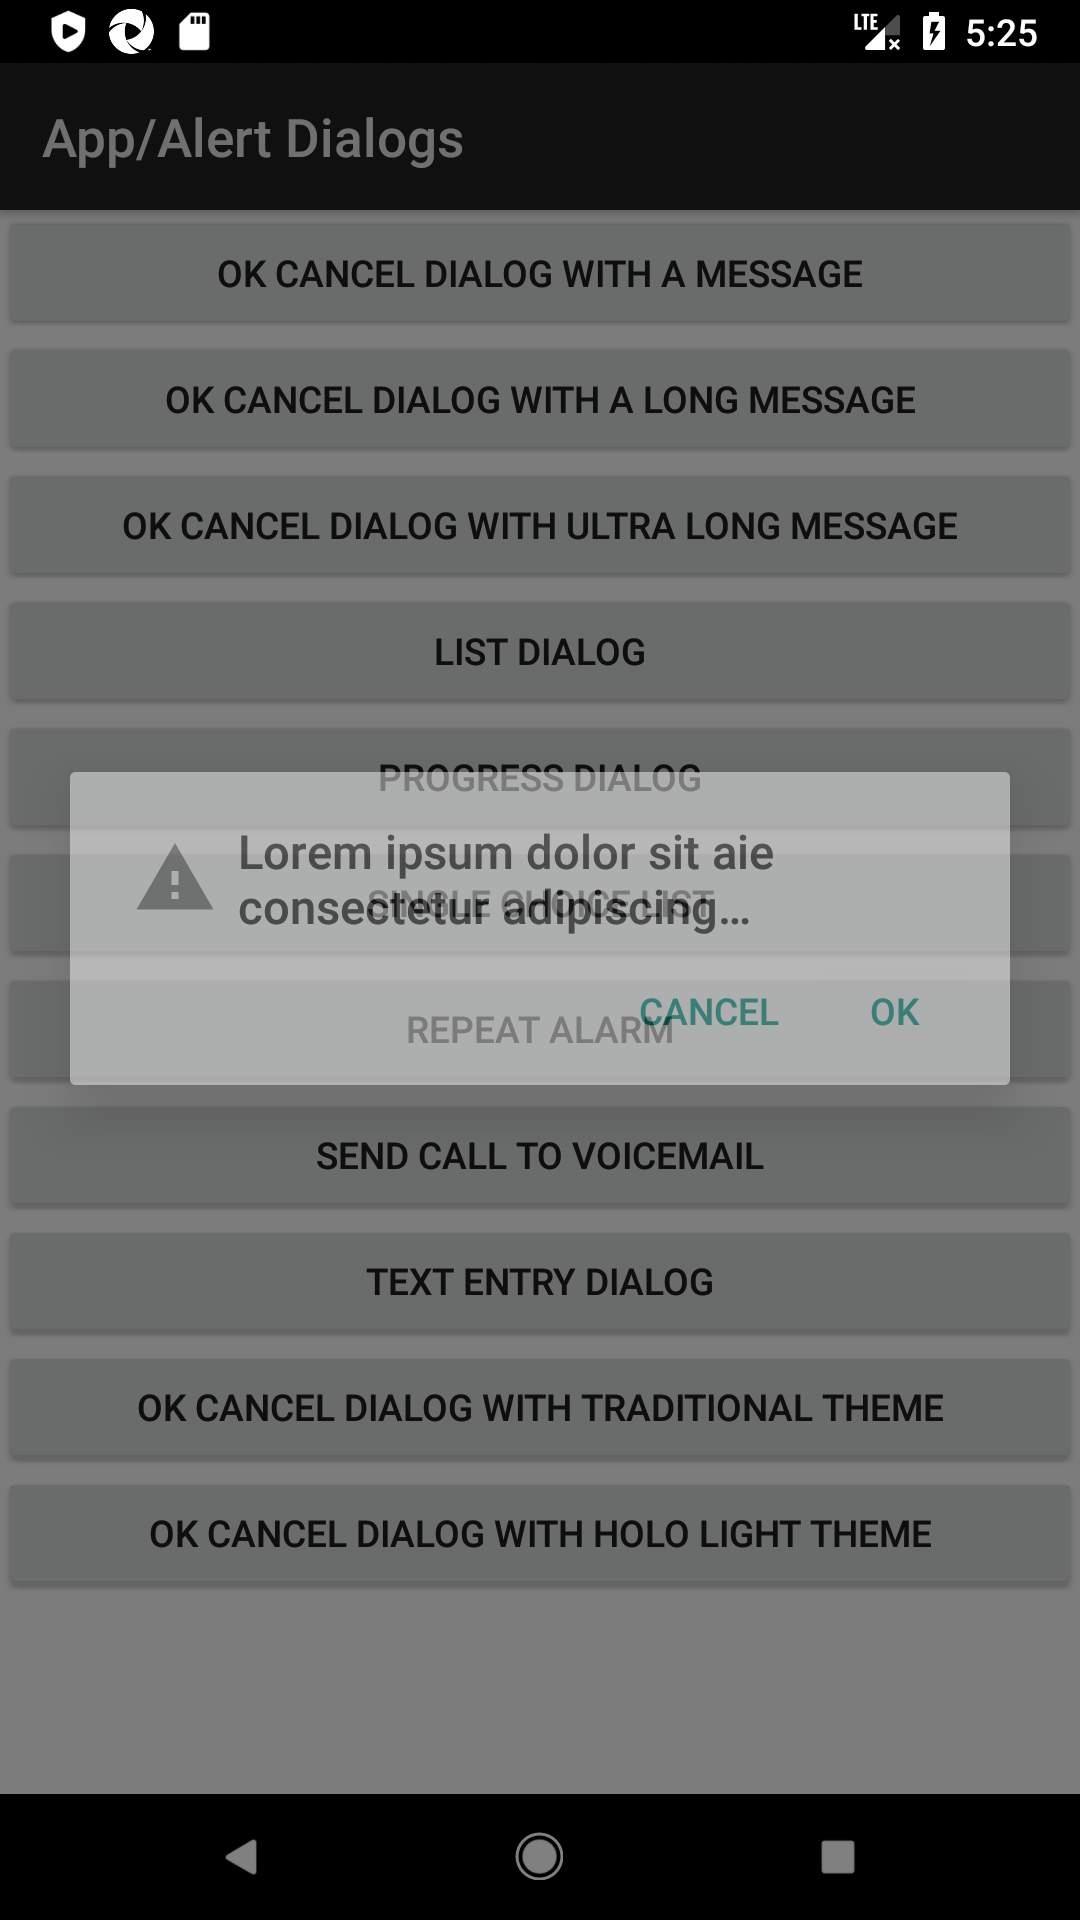 LTE 5:25
App/Alert Dialogs
OK CANCEL DIALOG WITH A MESSAGE
OK CANCEL DIALOG WITH A LONG MESSAGE
OK CANCEL DIALOG WITH ULTRA LONG MESSAGE
LIST DIALOG
PROGRESS DIALOG
Lorem ipsum dolor sit aie
consectetur adipiscing…
SINGLE CHOICE LIST
CANCEL OK
REPEAT ALARM
SEND CALL TO VOICEMAIL
TEXT ENTRY DIALOG
OK CANCEL DIALOG WITH TRADITIONAL THEME
OK CANCEL DIALOG WITH HOLO LIGHT THEME